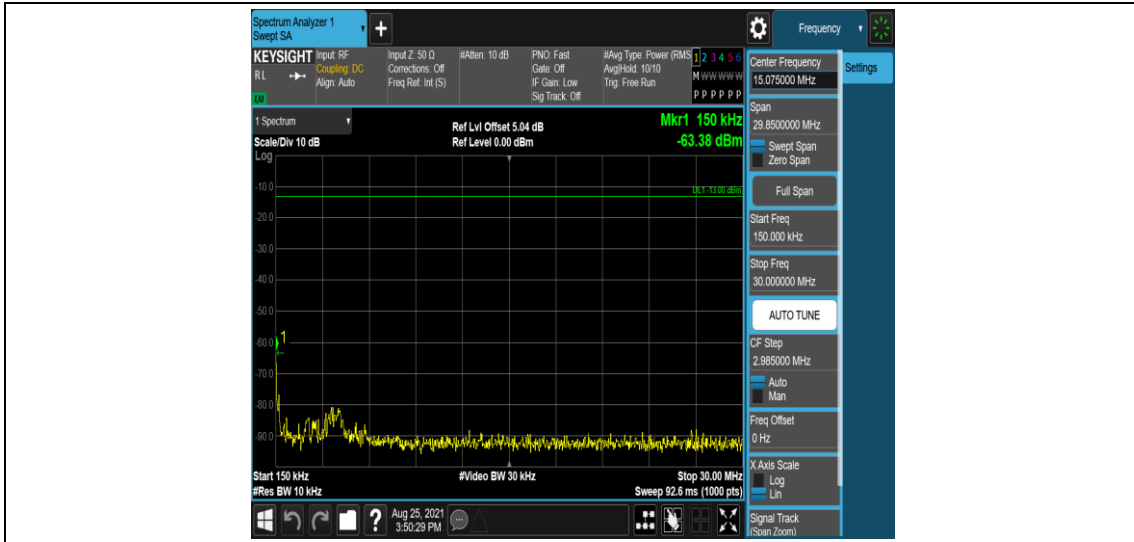 Spectrum Analyzer 1
Swept SA
+
Frequency
KEYSIGHT
RL
Input: RF
Coupling: DC
Align: Auto
Input Z: 50 Ω
Corrections: Off
Freq Ref: Int (S)
#Atten: 10 dB
PNO: Fast
Gate: Off
IF Gain: Low
Sig Track: Off
#Avg Type: Power (RMS
Avg|Hold: 10/10
Trig: Free Run
1 2 3 4 5 6
M W W W W W
P P P P P P
1 Spectrum
Scale/Div 10 dB
Log
Ref Lvl Offset 5.04 dB
Ref Level 0.00 dBm
Mkr1 150 kHz
-63.38 dBm
DL1 -13.00 dBm
-10.0
-20.0
-30.0
-40.0
-50.0
-60.0
-70.0
-80.0
-90.0
1
Start 150 kHz
#Res BW 10 kHz
#Video BW 30 kHz
Stop 30.00 MHz
Sweep 92.6 ms (1000 pts)
Center Frequency
15.075000 MHz
Settings
Span
29.8500000 MHz
Swept Span
Zero Span
Full Span
Start Freq
150.000 kHz
Stop Freq
30.000000 MHz
AUTO TUNE
CF Step
2.985000 MHz
Auto
Man
Freq Offset
0 Hz
X Axis Scale
Log
Lin
Signal Track
(Span Zoom)
?
Aug 25, 2021
3:50:29 PM